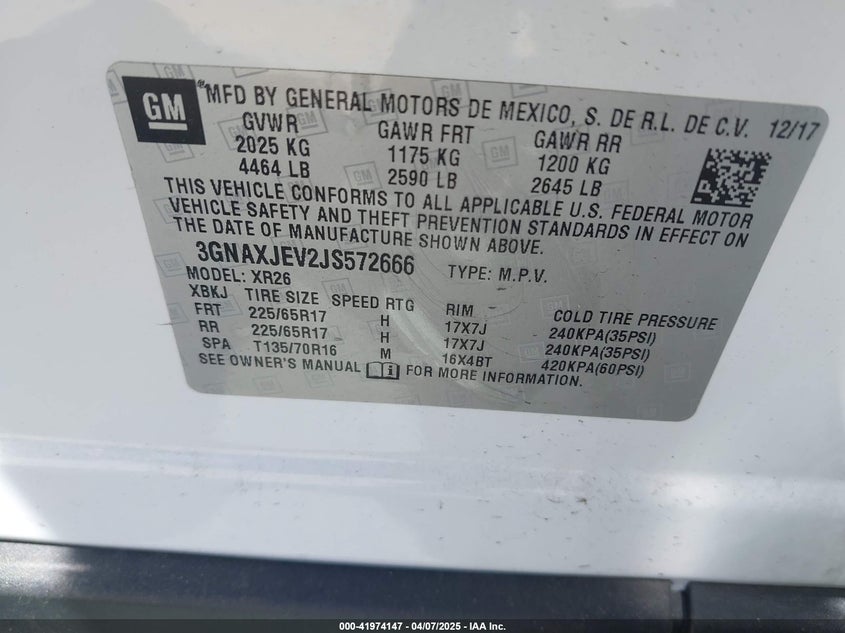 GM
® MFD BY GENERAL MOTORS DE MEXICO, S. DE R.L. DE C.V. 12/17
GVWR GAWR FRT GAWR RR
2025 KG 1175 KG 1200 KG
4464 LB 2590 LB 2645 LB
THIS VEHICLE CONFORMS TO ALL APPLICABLE U.S. FEDERAL MOTOR
VEHICLE SAFETY AND THEFT PREVENTION STANDARDS IN EFFECT ON
THE DATE OF MANUFACTURE SHOWN ABOVE.
3GNAXJEV2JS572666 TYPE: M.P.V.
MODEL: XR26
XBKJ TIRE SIZE SPEED RTG RIM COLD TIRE PRESSURE
FRT 225/65R17 H 17X7J 240KPA(35PSI)
RR 225/65R17 H 17X7J 240KPA(35PSI)
SPA T135/70R16 M 16X4BT 420KPA(60PSI)
SEE OWNER'S MANUAL FOR MORE INFORMATION.
000-41974147 - 04/07/2025 - IAA Inc.